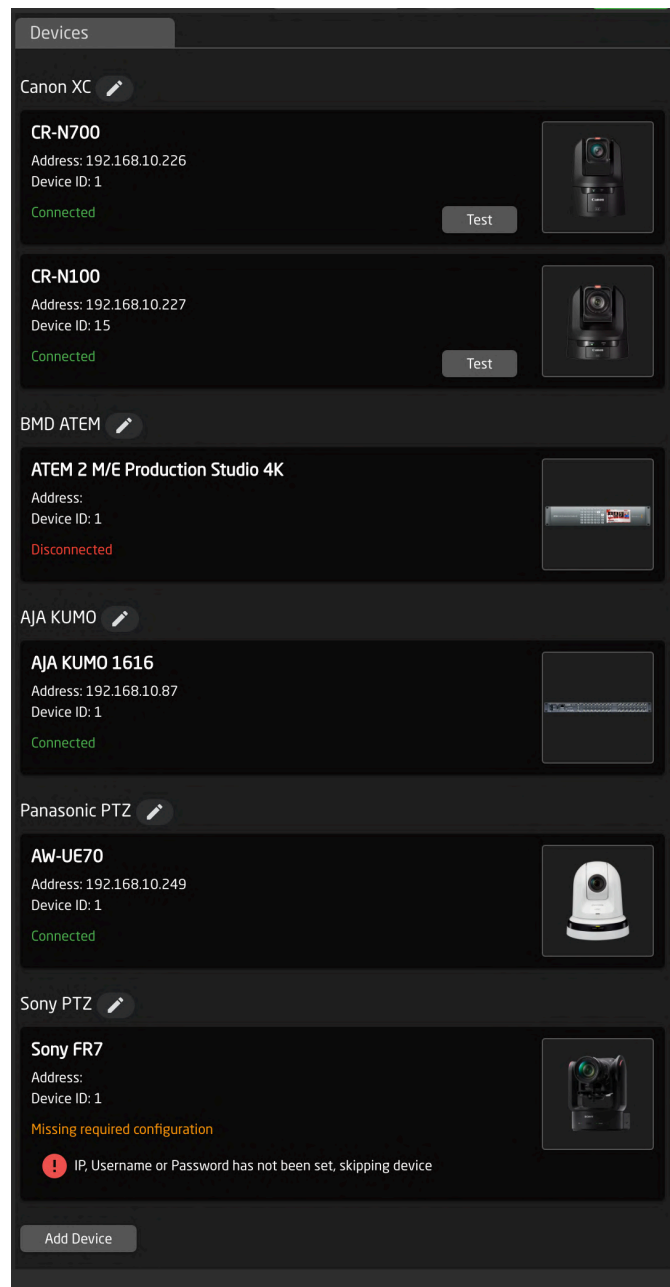 Devices
Canon XC
CR-N700
Address: 192.168.10.226
Device ID: 1
Connected
Test
CR-N100
Address: 192.168.10.227
Device ID: 15
Connected
Test
BMD ATEM
ATEM 2 M/E Production Studio 4K
Address:
Device ID: 1
Disconnected
AJA KUMO
AJA KUMO 1616
Address: 192.168.10.87
Device ID: 1
Connected
Panasonic PTZ
AW-UE70
Address: 192.168.10.249
Device ID: 1
Connected
Sony PTZ
Sony FR7
Address:
Device ID: 1
Missing required configuration
IP, Username or Password has not been set, skipping device
Add Device